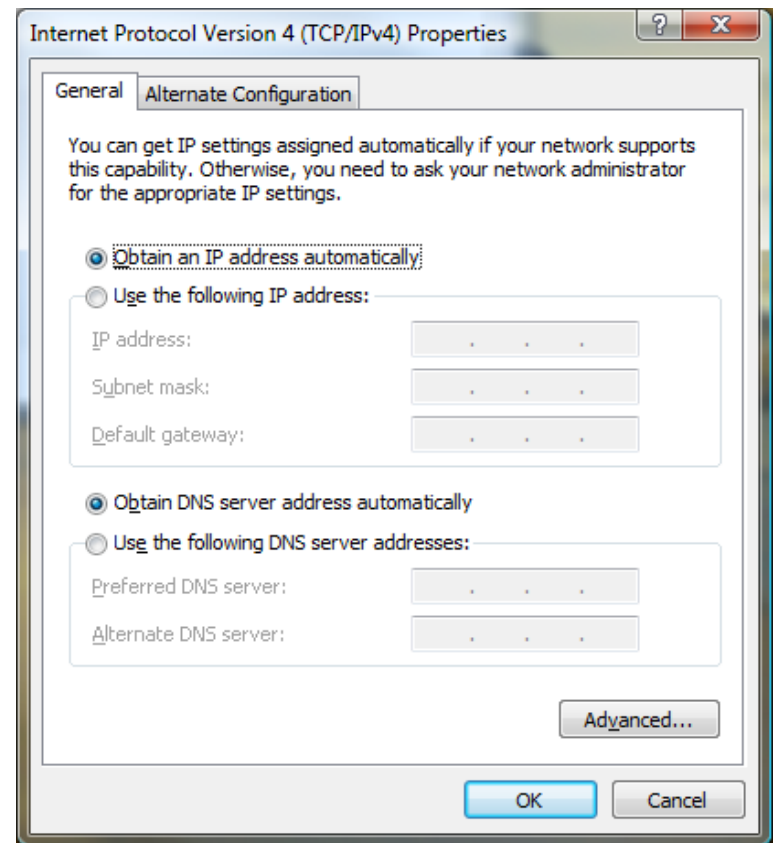 Internet Protocol Version 4 (TCP/IPv4) Properties
?
X
General
Alternate Configuration
You can get IP settings assigned automatically if your network supports
this capability. Otherwise, you need to ask your network administrator
for the appropriate IP settings.
Obtain an IP address automatically
Use the following IP address:
IP address: . . .
Subnet mask: . . .
Default gateway: . . .
Obtain DNS server address automatically
Use the following DNS server addresses:
Preferred DNS server: . . .
Alternate DNS server: . . .
Advanced...
OK
Cancel